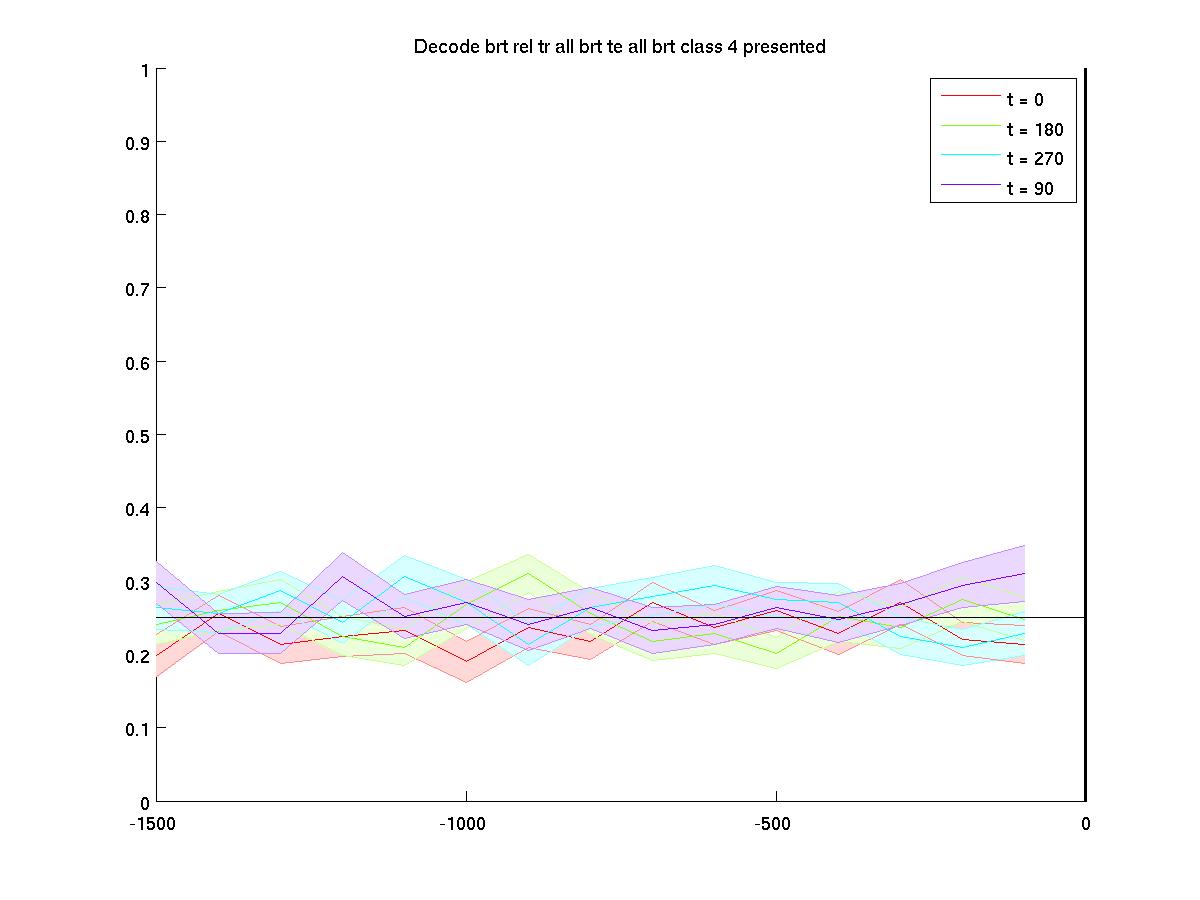 Decode brt rel tr all brt te all brt class 4 presented
1
0.9
0.8
0.7
0.6
0.5
0.4
0.3
0.2
0.1
0
t = 0
t = 180
t = 270
t = 90
-1500 -1000 -500 0